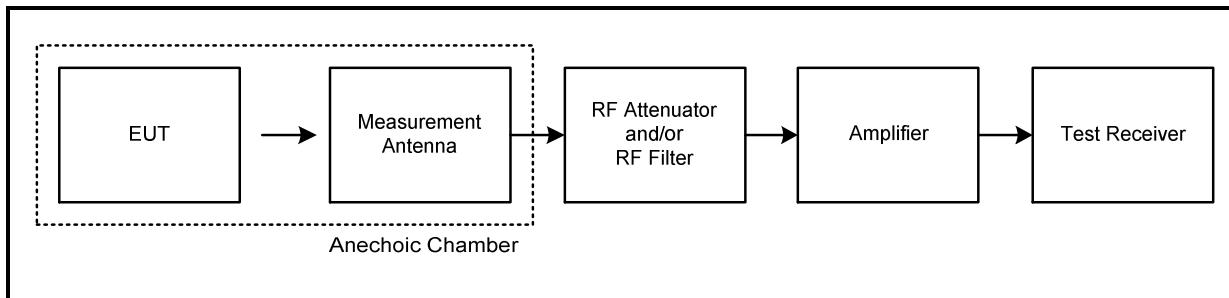 EUT
Measurement
Antenna
RF Attenuator
and/or
RF Filter
Amplifier
Test Receiver
Anechoic Chamber